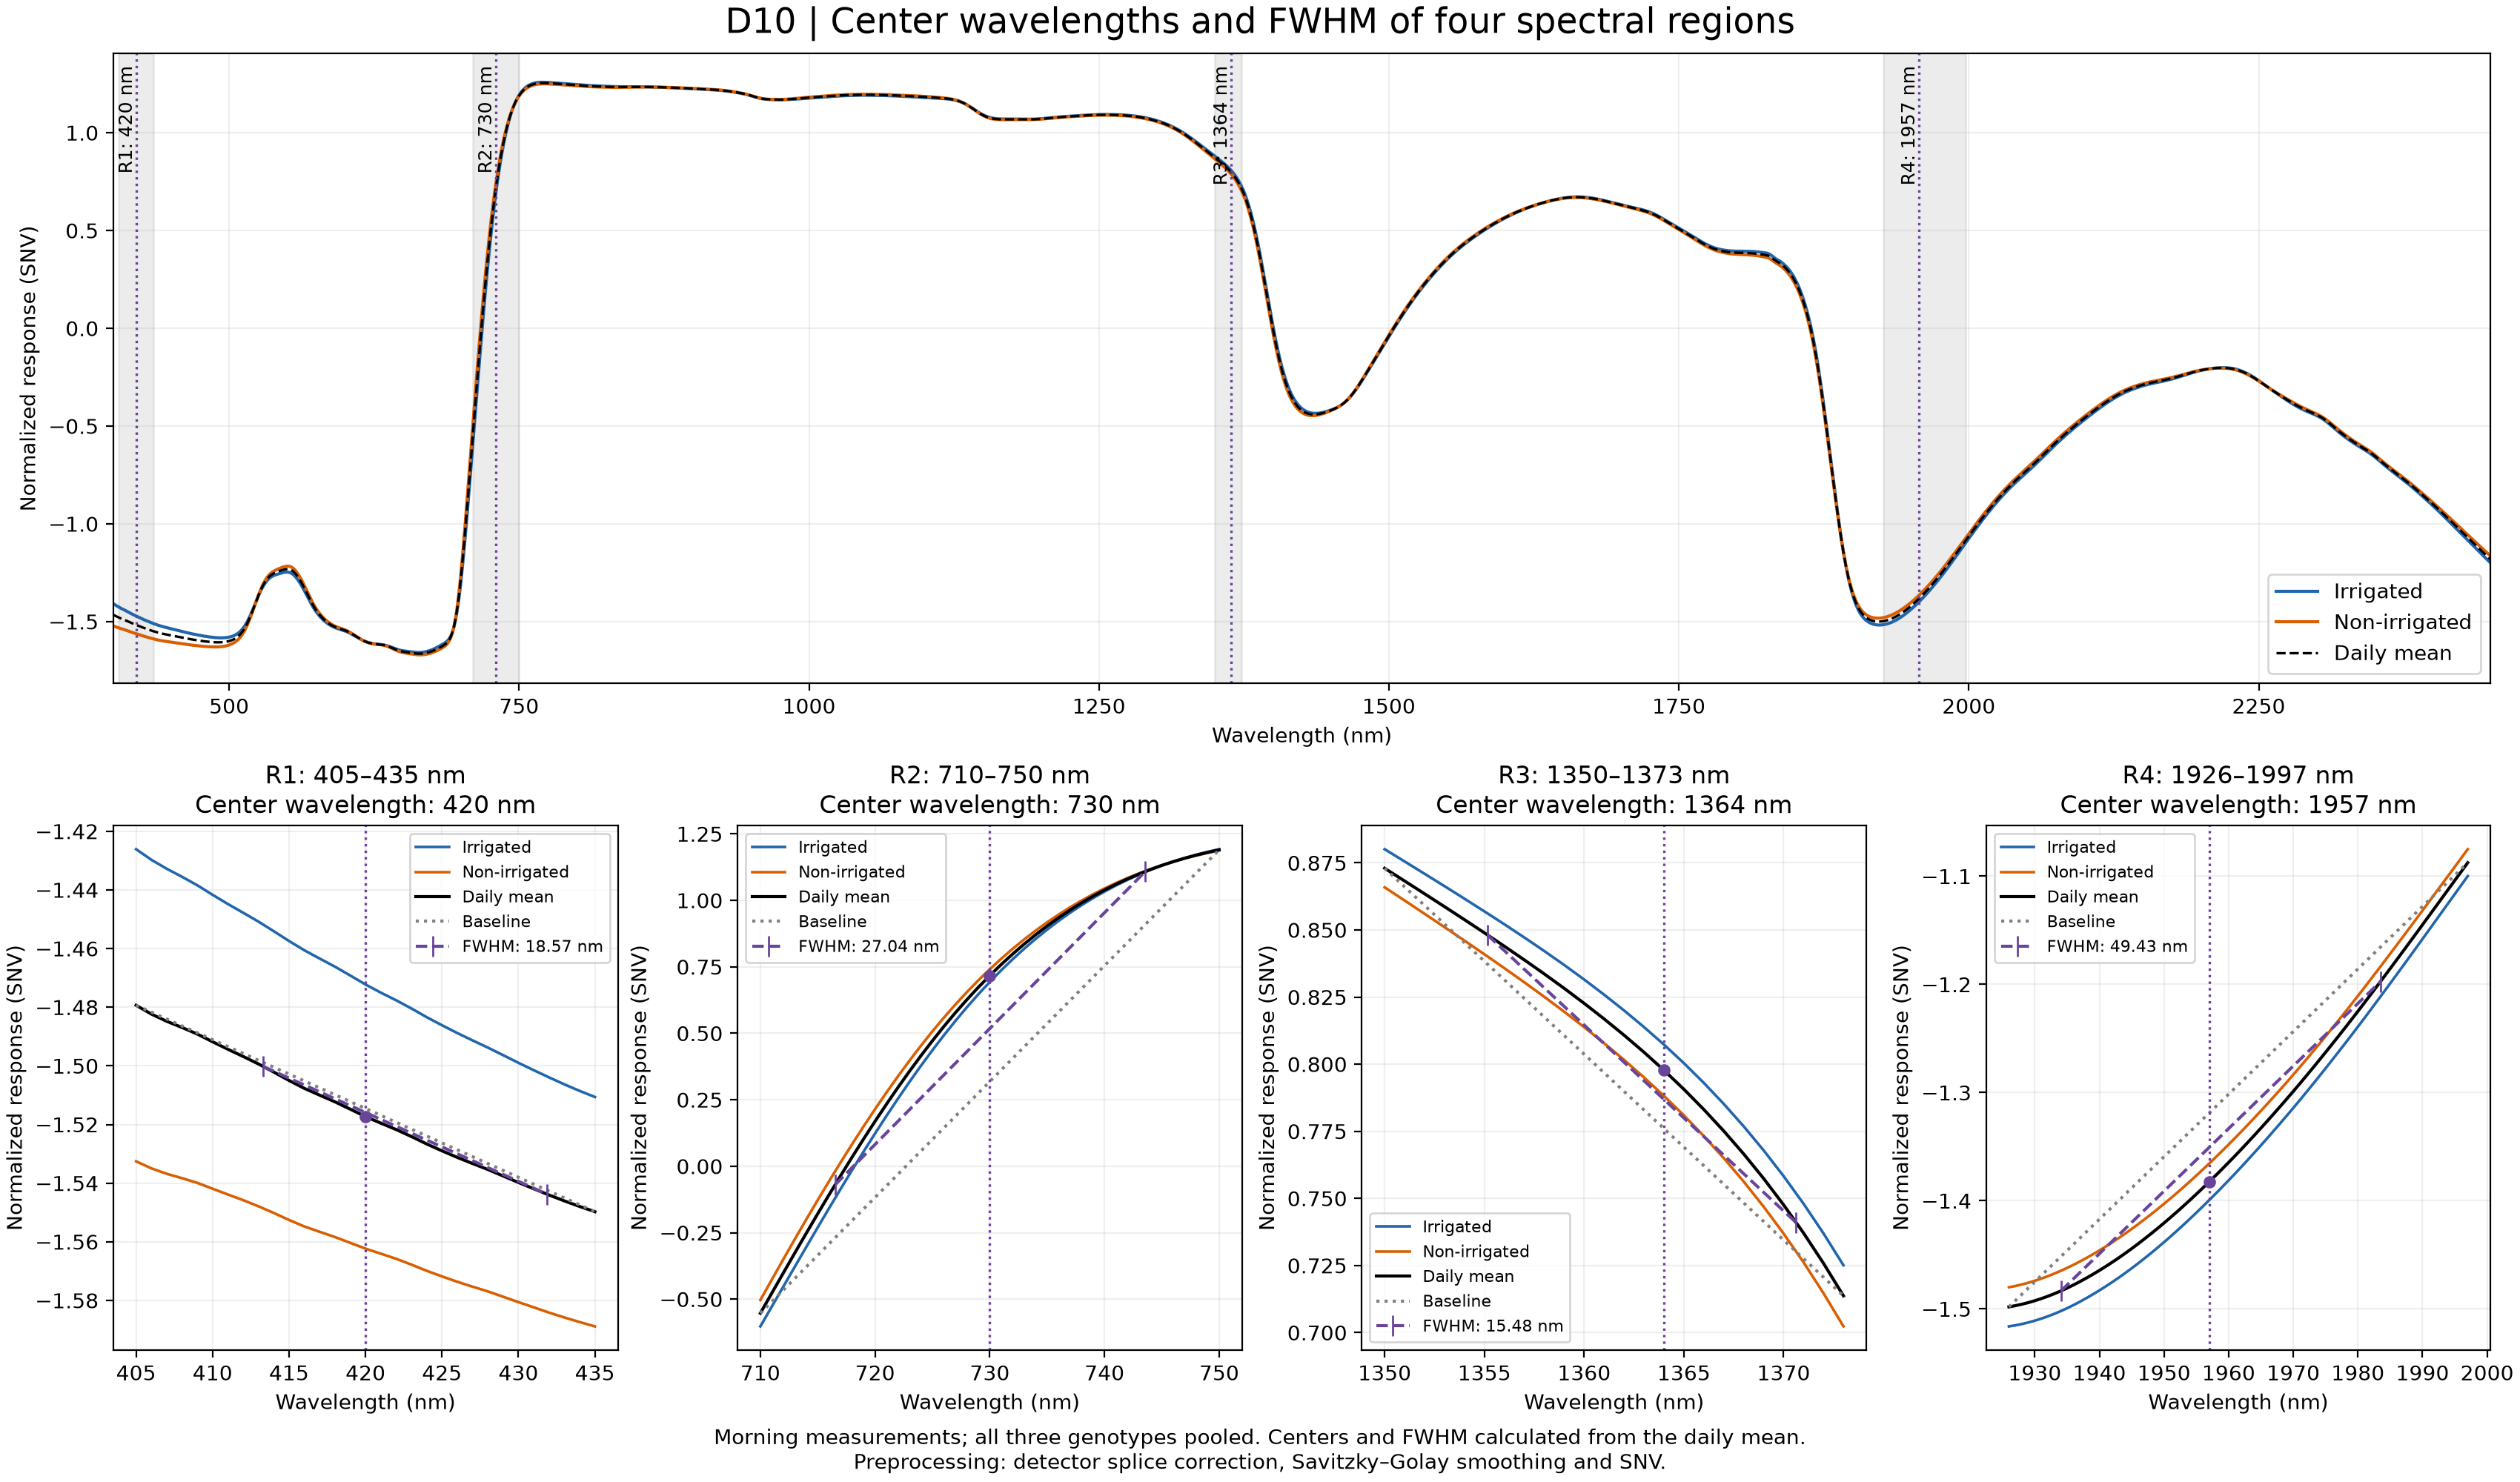 D10 | Center wavelengths and FWHM of four spectral regions
Normalized response (SNV)
1.0
0.5
0.0
−0.5
−1.0
−1.5
R1: 420 nm
R2: 730 nm
R3: 1364 nm
R4: 1957 nm
Irrigated
Non-irrigated
Daily mean
500
750
1000
1250
1500
1750
2000
2250
Wavelength (nm)
R1: 405–435 nm
Center wavelength: 420 nm
Normalized response (SNV)
−1.42
−1.44
−1.46
−1.48
−1.50
−1.52
−1.54
−1.56
−1.58
Irrigated
Non-irrigated
Daily mean
Baseline
FWHM: 18.57 nm
405
410
415
420
425
430
435
Wavelength (nm)
R2: 710–750 nm
Center wavelength: 730 nm
Normalized response (SNV)
1.25
1.00
0.75
0.50
0.25
0.00
−0.25
−0.50
Irrigated
Non-irrigated
Daily mean
Baseline
FWHM: 27.04 nm
710
720
730
740
750
Wavelength (nm)
R3: 1350–1373 nm
Center wavelength: 1364 nm
Normalized response (SNV)
0.875
0.850
0.825
0.800
0.775
0.750
0.725
0.700
Irrigated
Non-irrigated
Daily mean
Baseline
FWHM: 15.48 nm
1350
1355
1360
1365
1370
Wavelength (nm)
R4: 1926–1997 nm
Center wavelength: 1957 nm
Normalized response (SNV)
−1.1
−1.2
−1.3
−1.4
−1.5
Irrigated
Non-irrigated
Daily mean
Baseline
FWHM: 49.43 nm
1930
1940
1950
1960
1970
1980
1990
2000
Wavelength (nm)
Morning measurements; all three genotypes pooled. Centers and FWHM calculated from the daily mean.
Preprocessing: detector splice correction, Savitzky–Golay smoothing and SNV.